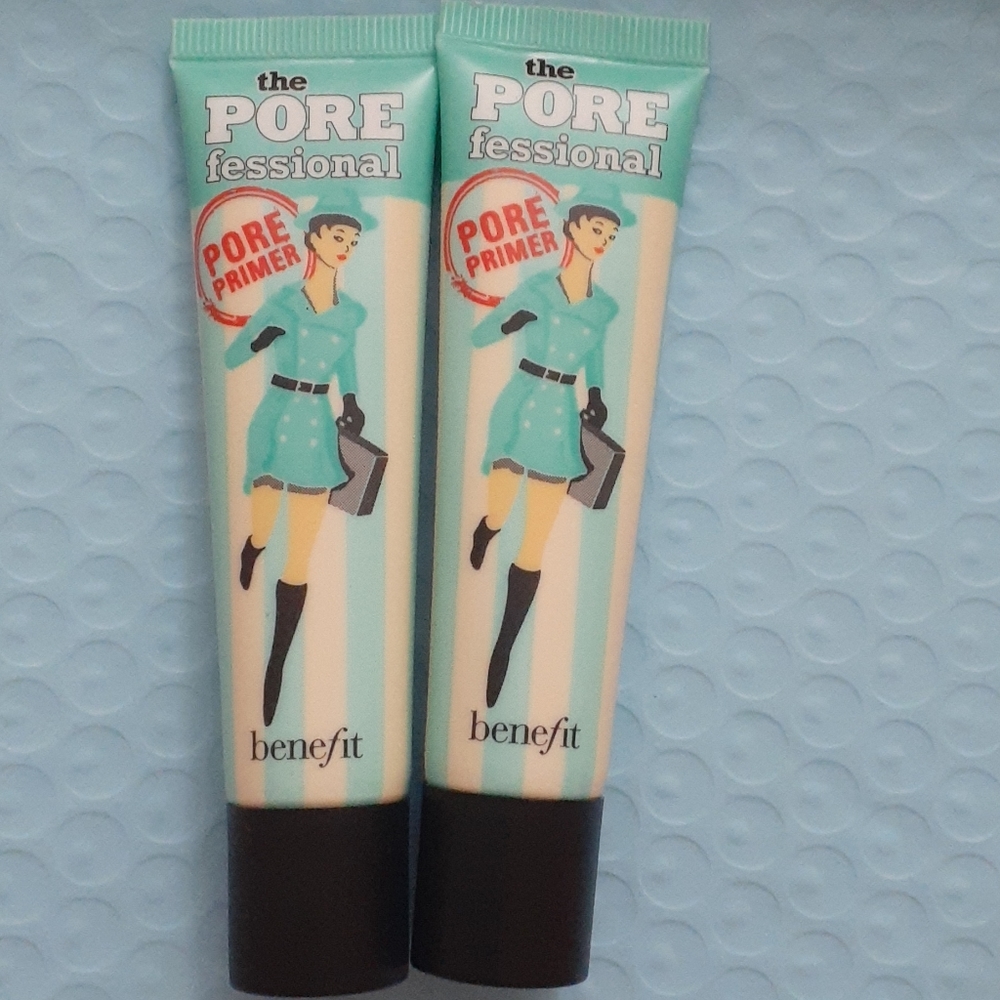 the
PORE
fessional
PORE
PRIMER
benefit
the
PORE
fessional
PORE
PRIMER
benefit